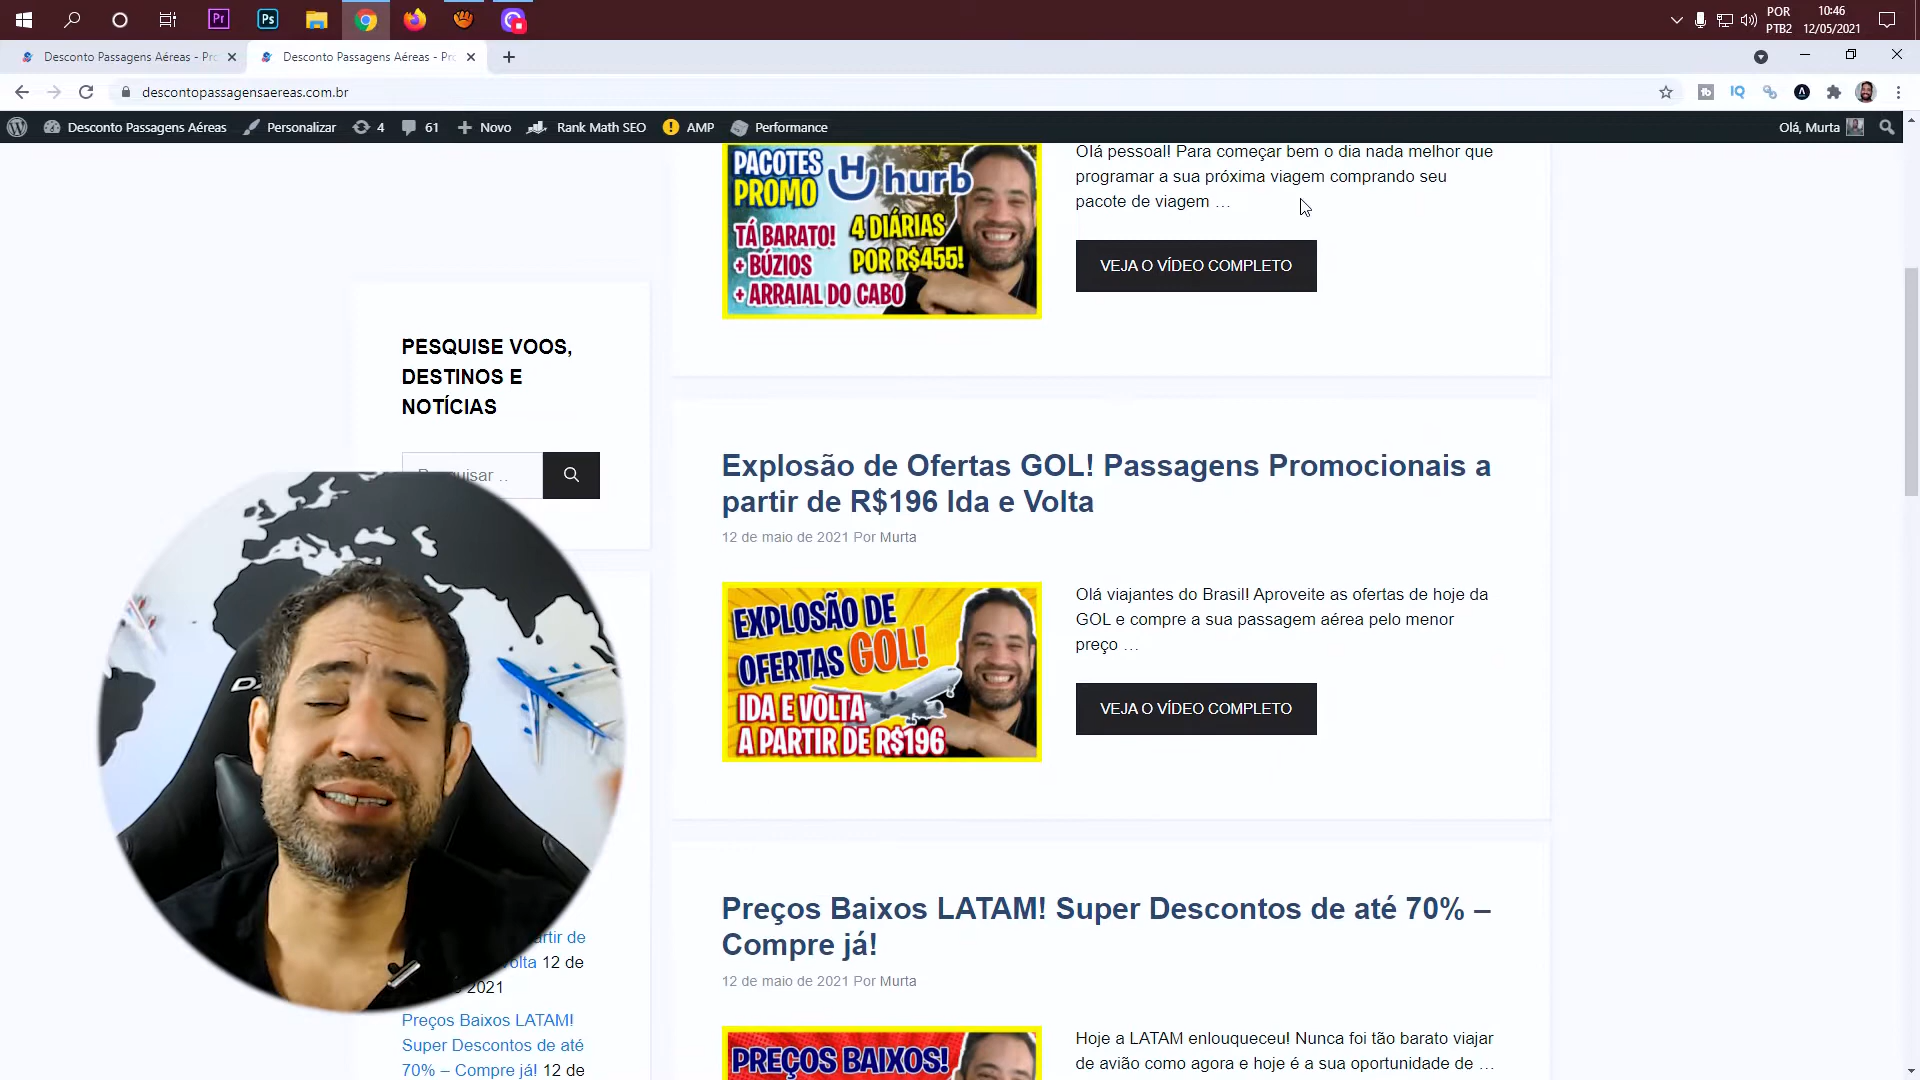 POR
PTB2
10:46
12/05/2021
Desconto Passagens Aéreas - Pro
Desconto Passagens Aéreas - Pro
descontopassagensaereas.com.br
Desconto Passagens Aéreas
Personalizar
4
61
Novo
Rank Math SEO
AMP
Performance
Olá, Murta
PACOTES
PROMO
hurb
TÁ BARATO!
+ BÚZIOS
+ ARRAIAL DO CABO
4 DIÁRIAS
POR R$455!
Olá pessoal! Para começar bem o dia nada melhor que
programar a sua próxima viagem comprando seu
pacote de viagem …
VEJA O VÍDEO COMPLETO
PESQUISE VOOS,
DESTINOS E
NOTÍCIAS
Explosão de Ofertas GOL! Passagens Promocionais a
partir de R$196 Ida e Volta
12 de maio de 2021 Por Murta
EXPLOSÃO DE
OFERTAS GOL!
IDA E VOLTA
A PARTIR DE R$196
Olá viajantes do Brasil! Aproveite as ofertas de hoje da
GOL e compre a sua passagem aérea pelo menor
preço …
VEJA O VÍDEO COMPLETO
Preços Baixos LATAM! Super Descontos de até 70% –
Compre já!
12 de maio de 2021 Por Murta
PREÇOS BAIXOS!
Hoje a LATAM enlouqueceu! Nunca foi tão barato viajar
de avião como agora e hoje é a sua oportunidade de …
de
12 de
2021
Preços Baixos LATAM!
Super Descontos de até
70% – Compre já! 12 de